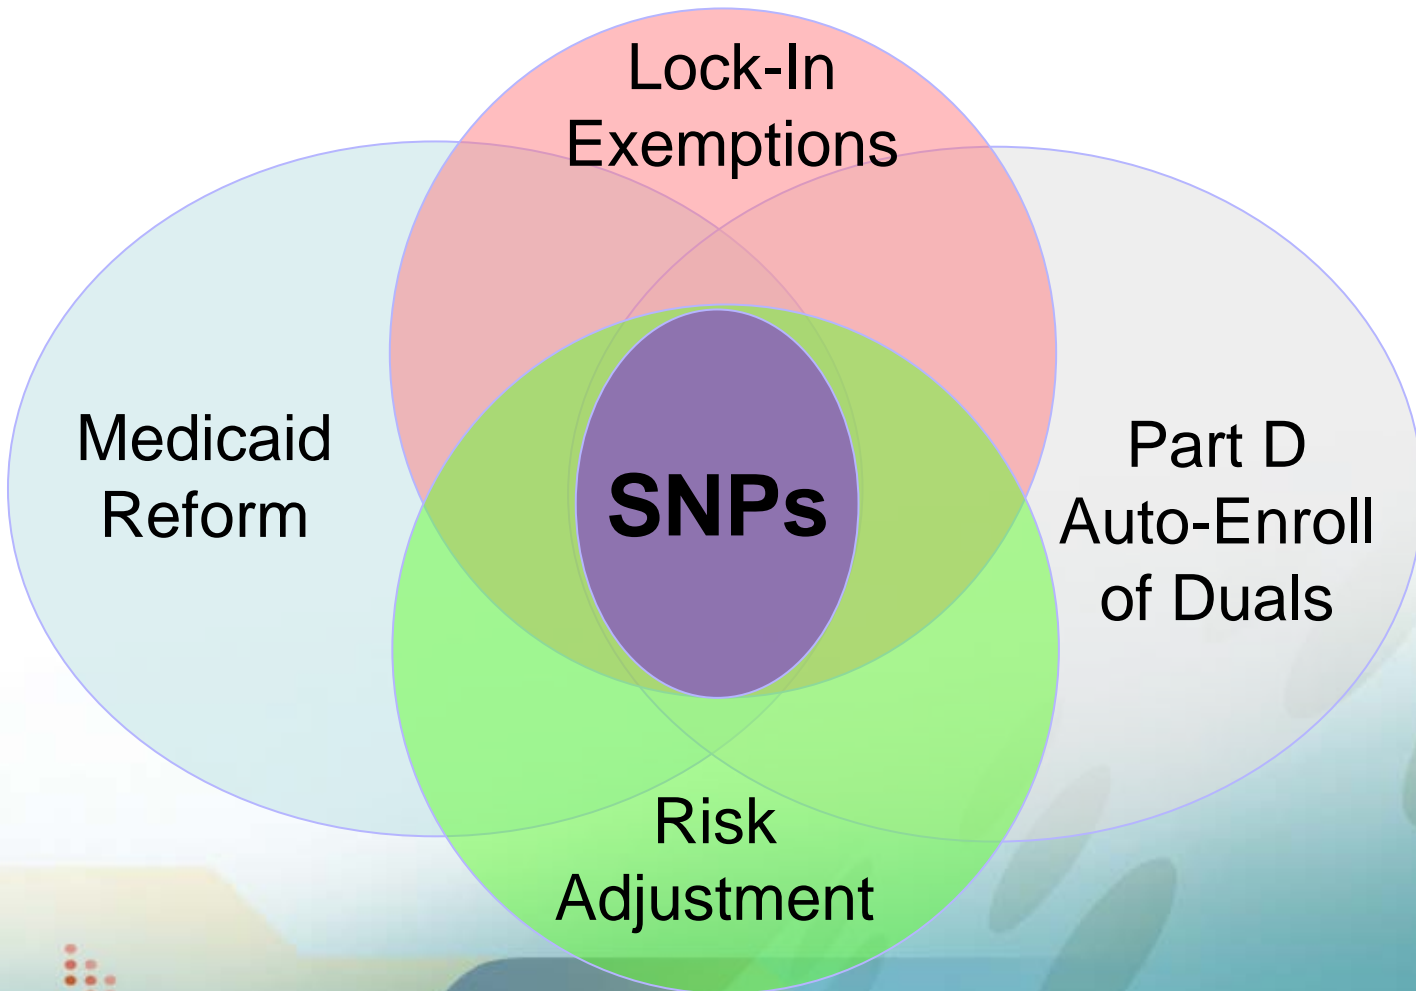 Lock-In
Exemptions
Medicaid
Reform
SNPs
Part D
Auto-Enroll
of Duals
Risk
Adjustment